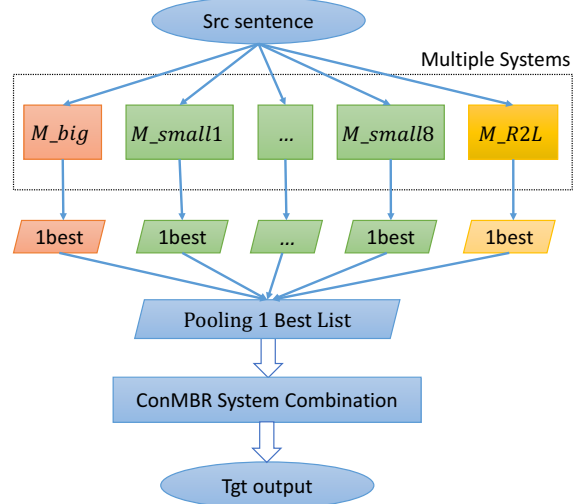 Src sentence
Multiple Systems
M_big M_small1 ... M_small8 M_R2L
1best 1best ... 1best 1best
Pooling 1 Best List
ConMBR System Combination
Tgt output